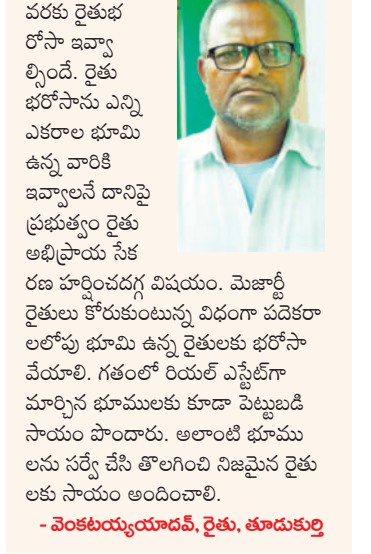 వరకు రైతుభ
రోసా ఇవ్వా
ల్సిందే. రైతు
భరోసాను ఎన్ని
ఎకరాల భూమి
ఉన్న వారికి
ఇవ్వాలనే దానిపై
ప్రభుత్వం రైతు
అభిప్రాయ సేక
రణ హర్షించదగ్గ విషయం. మెజార్టీ
రైతులు కోరుకుంటున్న విధంగా పదెకరా
లలోపు భూమి ఉన్న రైతులకు భరోసా
వేయాలి. గతంలో రియల్ ఎస్టేట్‌గా
మార్చిన భూములకు కూడా పెట్టుబడి
సాయం పొందారు. అలాంటి భూము
లను సర్వే చేసి తొలగించి నిజమైన రైతు
లకు సాయం అందించాలి.
- వెంకటయ్యయాదవ్, రైతు, తూడుకుర్తి